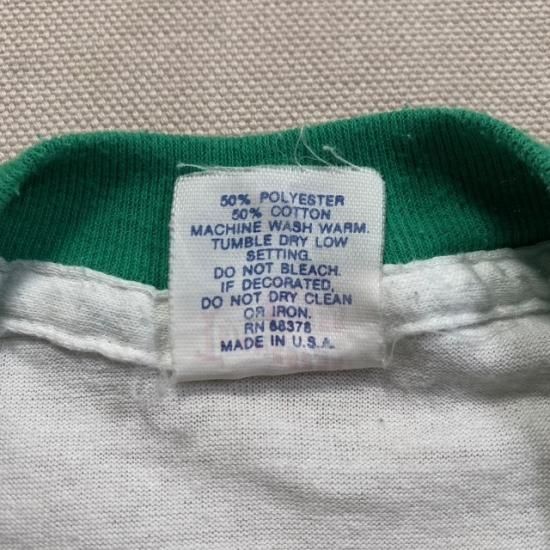 50% POLYESTER
50% COTTON
MACHINE WASH WARM.
TUMBLE DRY LOW
SETTING.
DO NOT BLEACH.
IF DECORATED,
DO NOT DRY CLEAN
OR IRON.
RN 68378
MADE IN U.S.A.